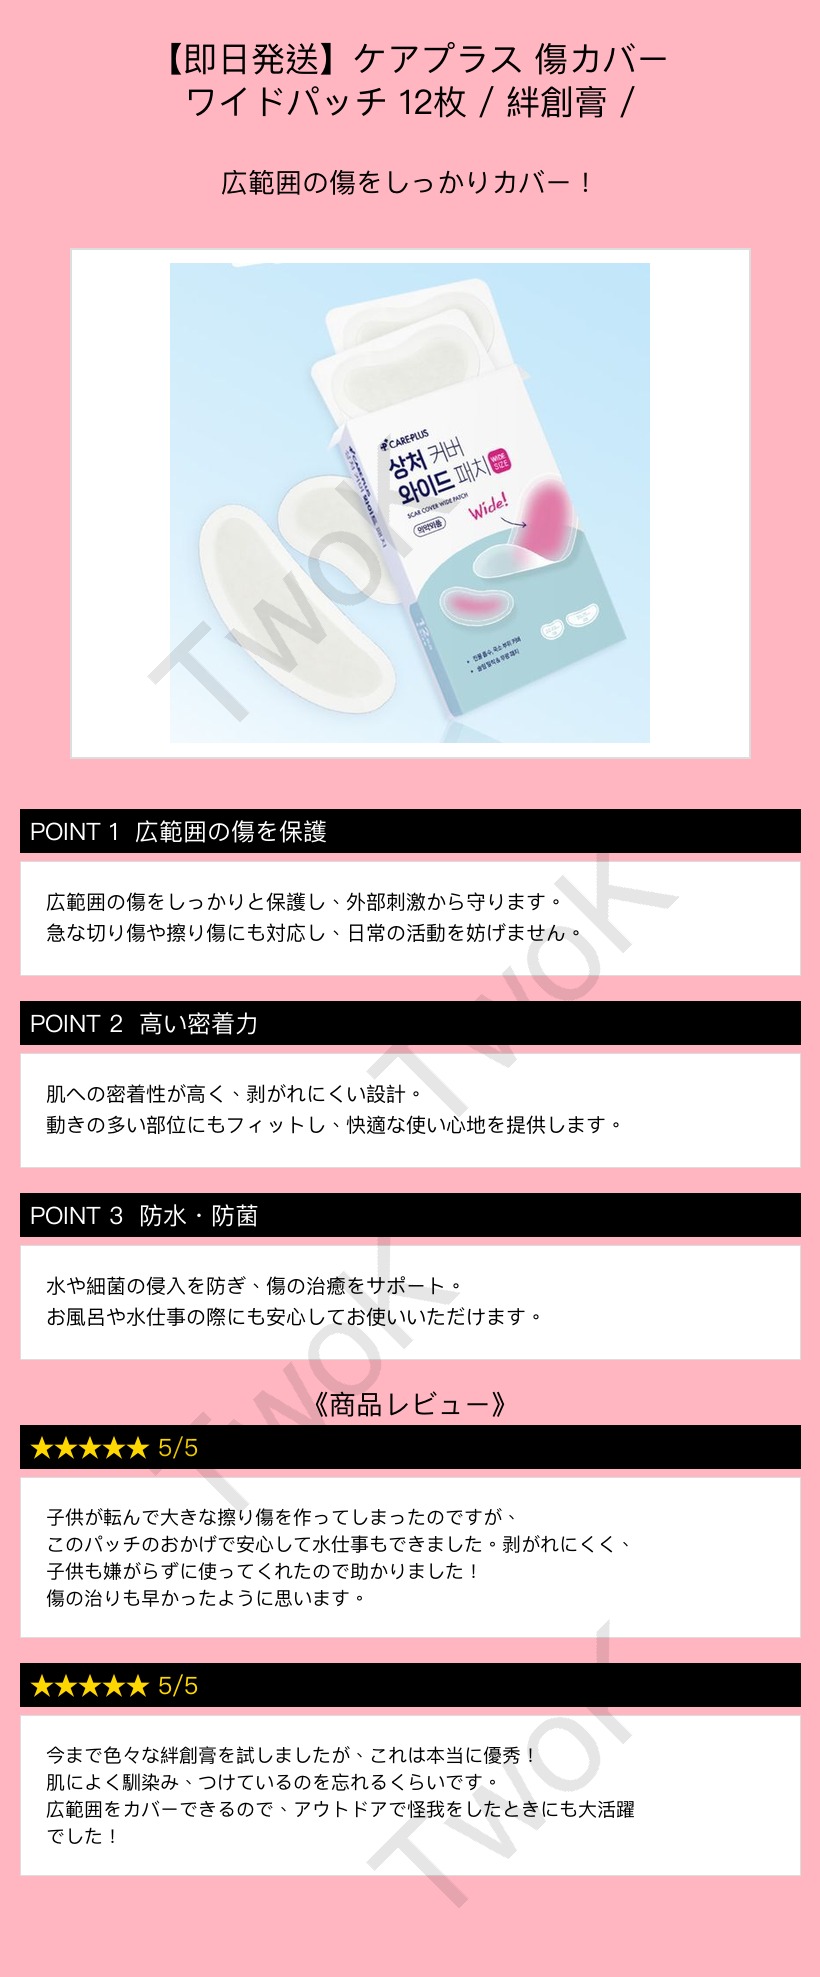 【即日発送】ケアプラス 傷カバー
ワイドパッチ 12枚 / 絆創膏 /
広範囲の傷をしっかりカバー！
CAREPLUS
상처 커버
와이드 패치
WIDE
SIZE
SCAR COVER WIDE PATCH
의약외품
Wide!
TwoK
POINT 1 広範囲の傷を保護
広範囲の傷をしっかりと保護し、外部刺激から守ります。
急な切り傷や擦り傷にも対応し、日常の活動を妨げません。
TwoK
POINT 2 高い密着力
肌への密着性が高く、剥がれにくい設計。
動きの多い部位にもフィットし、快適な使い心地を提供します。
POINT 3 防水・防菌
水や細菌の侵入を防ぎ、傷の治癒をサポート。
お風呂や水仕事の際にも安心してお使いいただけます。
TwoK
《商品レビュー》
★★★★★ 5/5
子供が転んで大きな擦り傷を作ってしまったのですが、
このパッチのおかげで安心して水仕事もできました。剥がれにくく、
子供も嫌がらずに使ってくれたので助かりました！
傷の治りも早かったように思います。
★★★★★ 5/5
今まで色々な絆創膏を試しましたが、これは本当に優秀！
肌によく馴染み、つけているのを忘れるくらいです。
広範囲をカバーできるので、アウトドアで怪我をしたときにも大活躍
でした！
TwoK